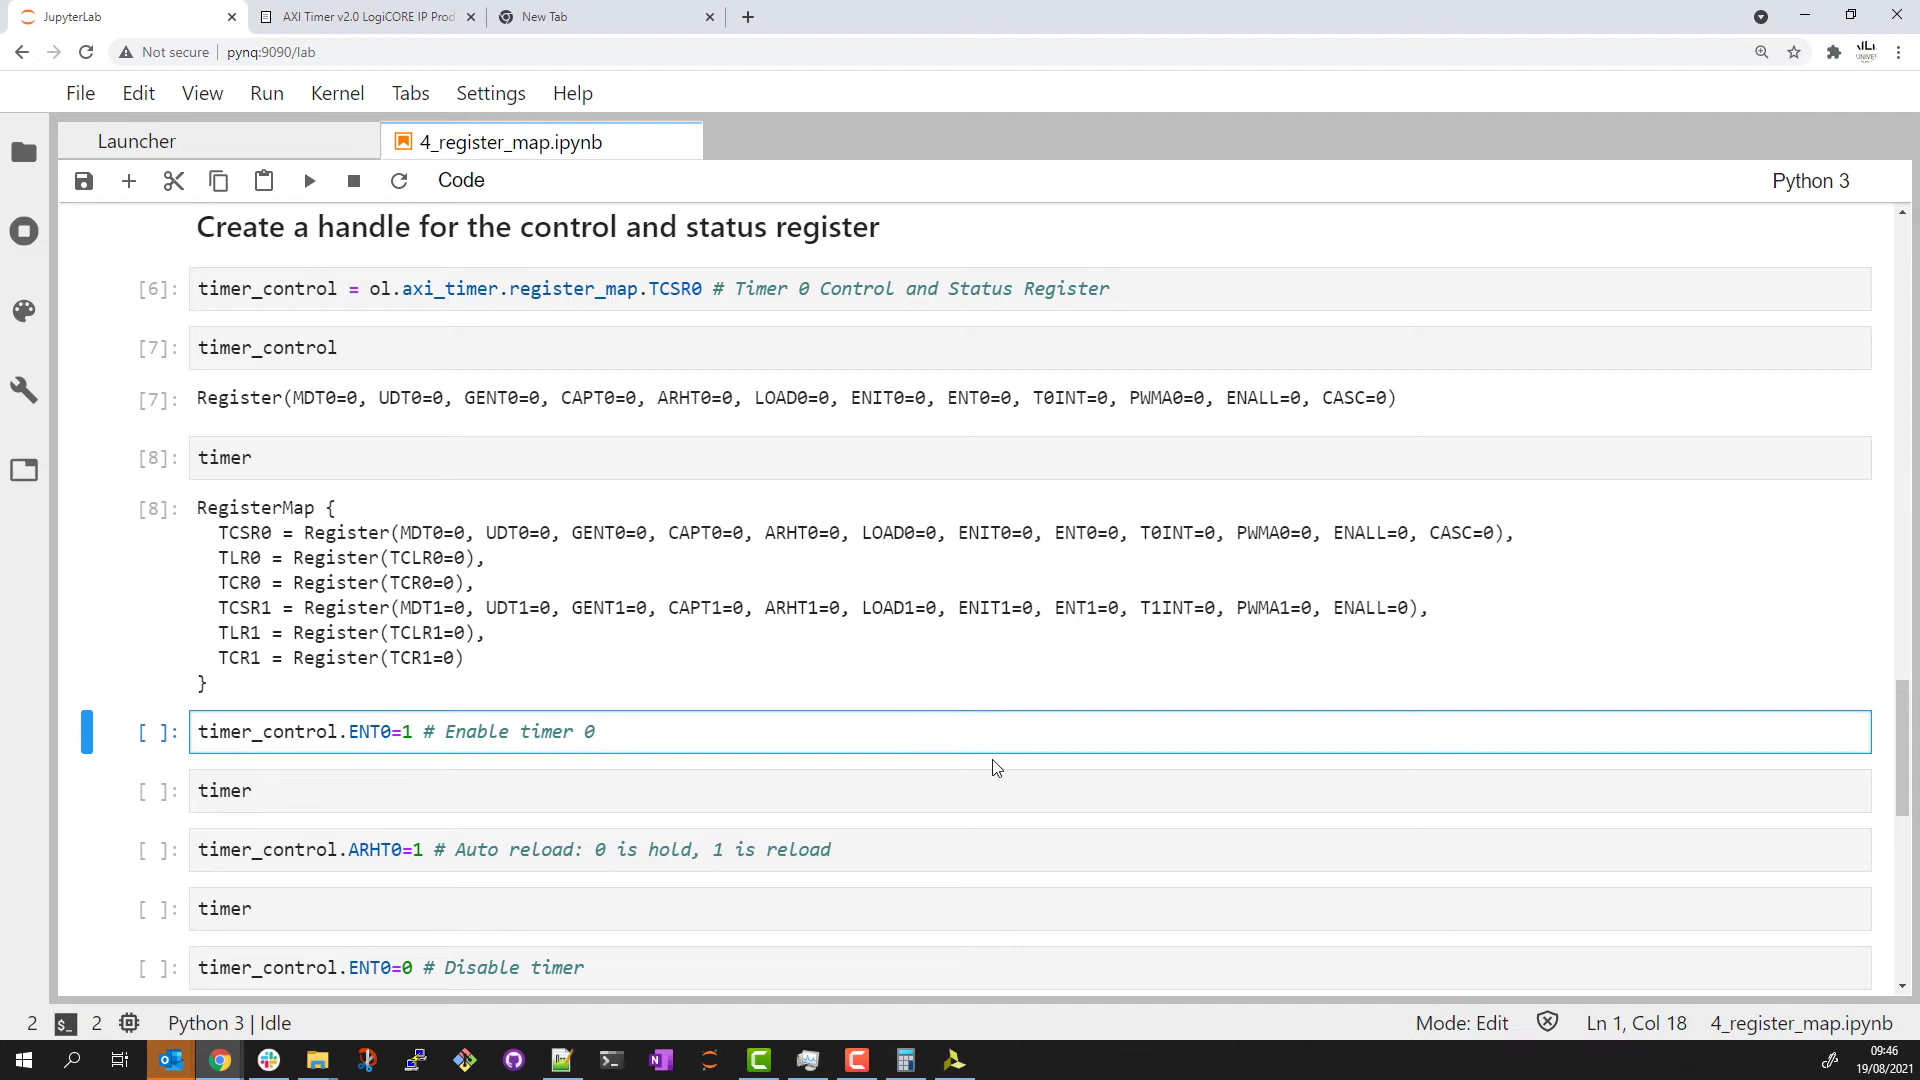 JupyterLab
AXI Timer v2.0 LogiCORE IP Prod
New Tab
Not secure
pynq:9090/lab
File Edit View Run Kernel Tabs Settings Help
Launcher
4_register_map.ipynb
Code
Python 3
Create a handle for the control and status register
[6]: timer_control = ol.axi_timer.register_map.TCSR0 # Timer 0 Control and Status Register
[7]: timer_control
[7]: Register(MDT0=0, UDT0=0, GENT0=0, CAPT0=0, ARHT0=0, LOAD0=0, ENIT0=0, ENT0=0, T0INT=0, PWMA0=0, ENALL=0, CASC=0)
[8]: timer
[8]: RegisterMap {
TCSR0 = Register(MDT0=0, UDT0=0, GENT0=0, CAPT0=0, ARHT0=0, LOAD0=0, ENIT0=0, ENT0=0, T0INT=0, PWMA0=0, ENALL=0, CASC=0),
TLR0 = Register(TCLR0=0),
TCR0 = Register(TCR0=0),
TCSR1 = Register(MDT1=0, UDT1=0, GENT1=0, CAPT1=0, ARHT1=0, LOAD1=0, ENIT1=0, ENT1=0, T1INT=0, PWMA1=0, ENALL=0),
TLR1 = Register(TCLR1=0),
TCR1 = Register(TCR1=0)
}
[ ]: timer_control.ENT0=1 # Enable timer 0
[ ]: timer
[ ]: timer_control.ARHT0=1 # Auto reload: 0 is hold, 1 is reload
[ ]: timer
[ ]: timer_control.ENT0=0 # Disable timer
2 2 Python 3 | Idle
Mode: Edit Ln 1, Col 18 4_register_map.ipynb
09:46
19/08/2021